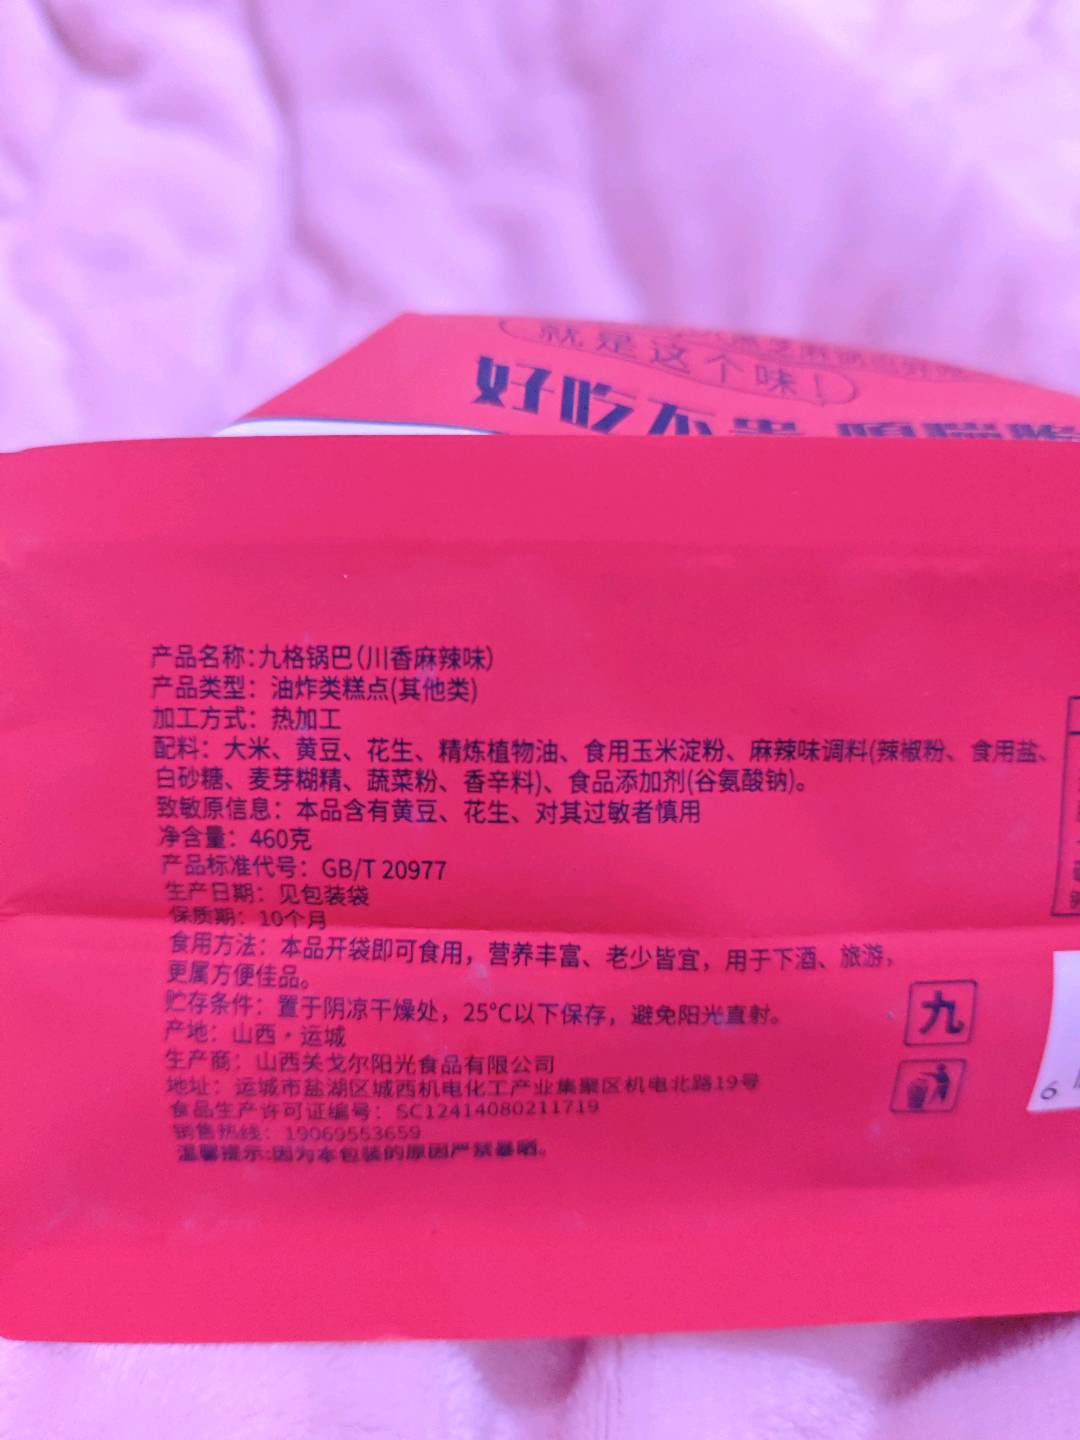 就是这个味!
好吃不贵
产品名称:九格锅巴(川香麻辣味)
产品类型：油炸类糕点(其他类)
加工方式：热加工
配料：大米、黄豆、花生、精炼植物油、食用玉米淀粉、麻辣味调料(辣椒粉、食用盐、
白砂糖、麦芽糊精、蔬菜粉、香辛料)、食品添加剂(谷氨酸钠)。
致敏原信息：本品含有黄豆、花生、对其过敏者慎用
净含量：460克
产品标准代号：GB/T 20977
生产日期：见包装袋
保质期：10个月
食用方法：本品开袋即可食用，营养丰富、老少皆宜，用于下酒、旅游，
更属方便佳品。
贮存条件：置于阴凉干燥处，25°C以下保存，避免阳光直射。
产地：山西·运城
生产商：山西关戈尔阳光食品有限公司
地址：运城市盐湖区城西机电化工产业集聚区机电北路19号
食品生产许可证编号：SC12414080211719
销售热线：19069553659
温馨提示:因为本包装的原因严禁暴晒。
九
6